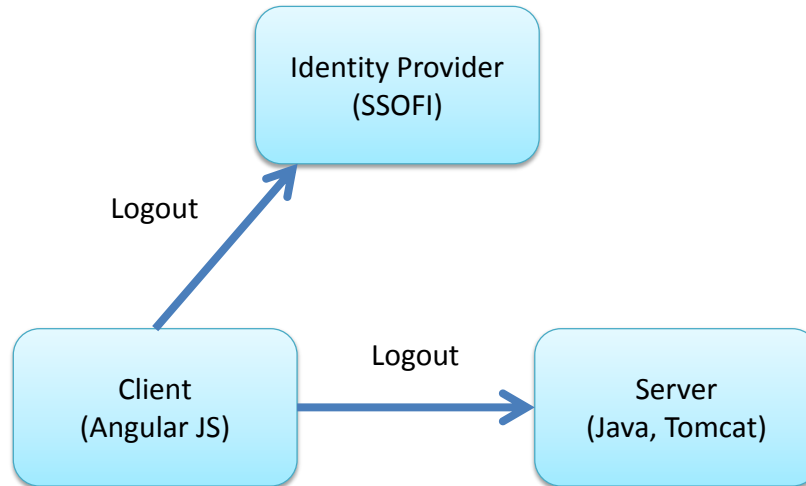 Identity Provider
(SSOFI)
Logout
Logout
Client
(Angular JS)
Server
(Java, Tomcat)